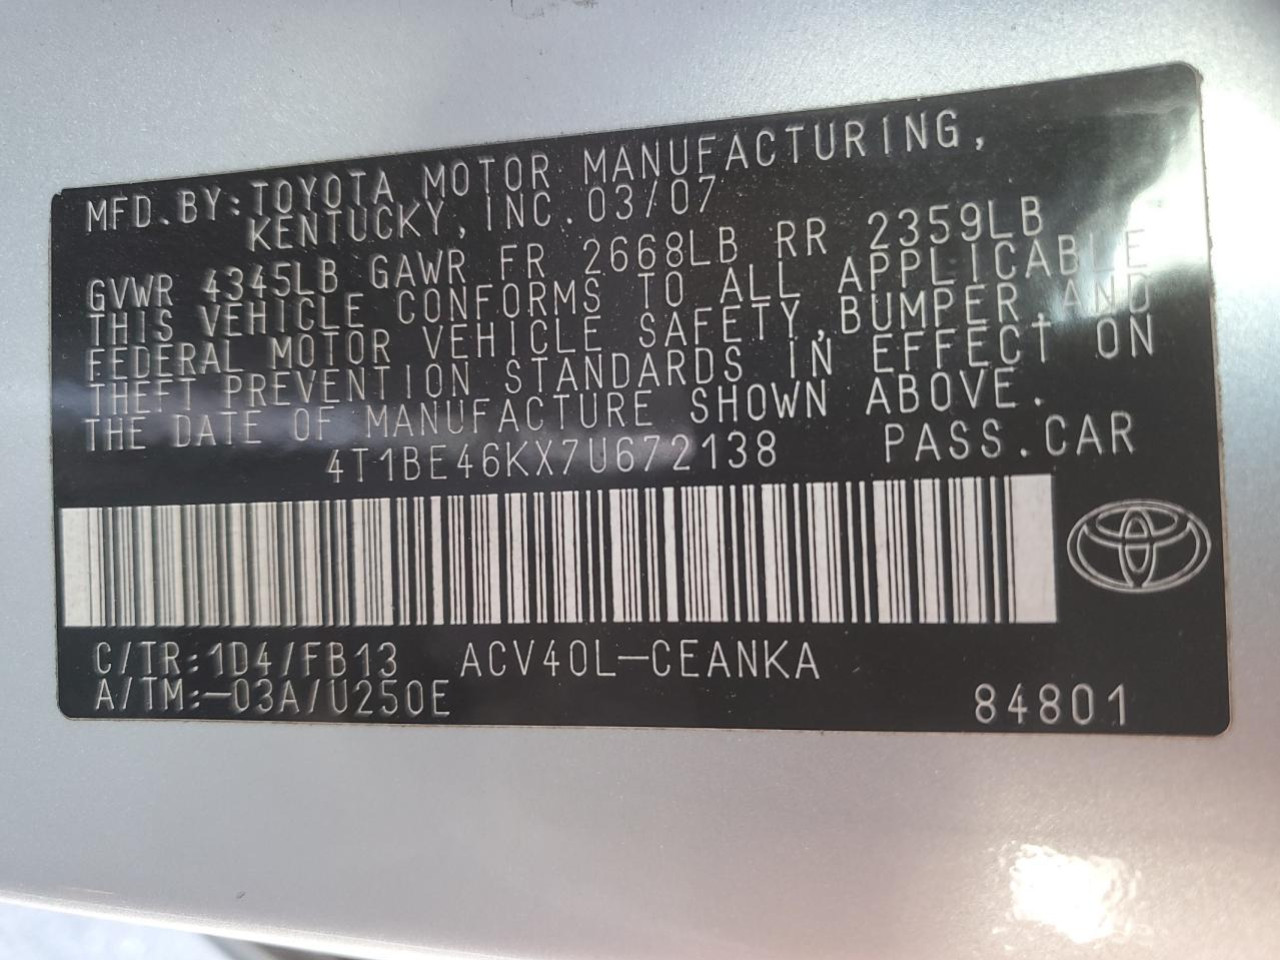 MFD.BY:TOYOTA MOTOR MANUFACTURING,
KENTUCKY, INC. 03/07
GVWR 4345LB GAWR FR 2668LB RR 2359LB
THIS VEHICLE CONFORMS TO ALL APPLICABLE
FEDERAL MOTOR VEHICLE SAFETY, BUMPER, AND
THEFT PREVENTION STANDARDS IN EFFECT ON
THE DATE OF MANUFACTURE SHOWN ABOVE.
4T1BE46KX7U672138 PASS.CAR
C/TR:1D4/FB13 ACV40L-CEANKA
A/TM:-03A/U250E 84801